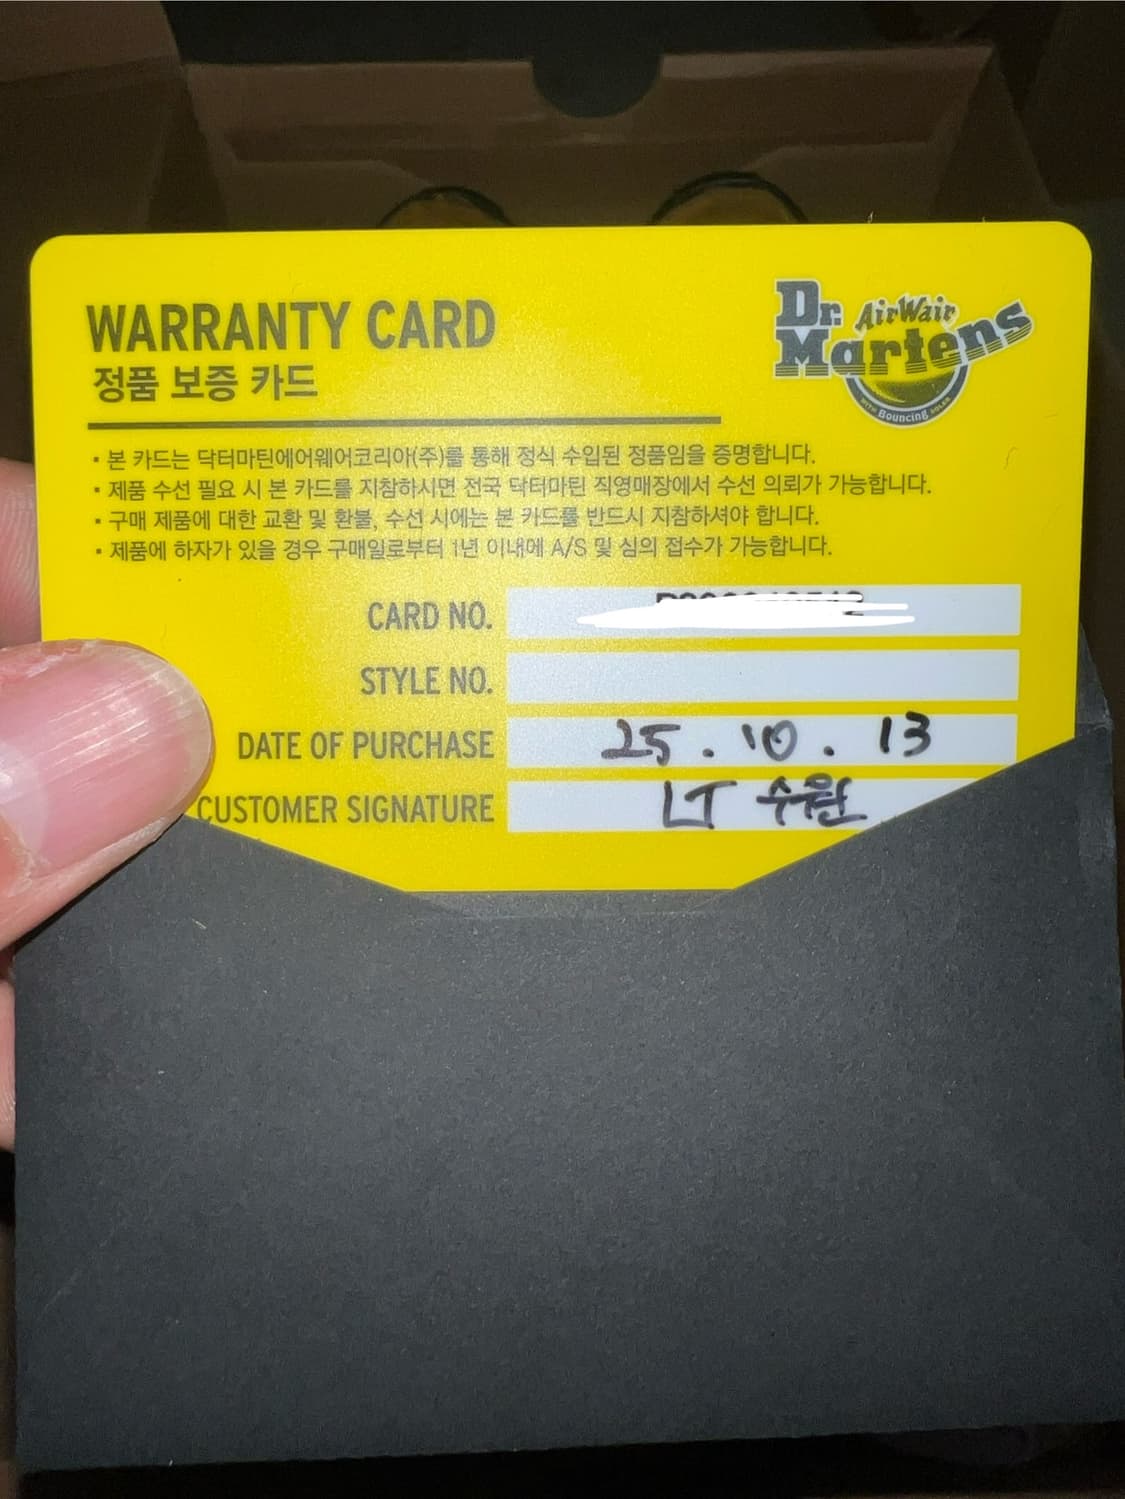 WARRANTY CARD
정품 보증 카드
Dr. Martens
AirWair
WITH Bouncing SOLES
· 본 카드는 닥터마틴에어웨어코리아(주)를 통해 정식 수입된 정품임을 증명합니다.
· 제품 수선 필요 시 본 카드를 지참하시면 전국 닥터마틴 직영매장에서 수선 의뢰가 가능합니다.
· 구매 제품에 대한 교환 및 환불, 수선 시에는 본 카드를 반드시 지참하셔야 합니다.
· 제품에 하자가 있을 경우 구매일로부터 1년 이내에 A/S 및 심의 접수가 가능합니다.
CARD NO.
STYLE NO.
DATE OF PURCHASE 25.10.13
CUSTOMER SIGNATURE LT 수원